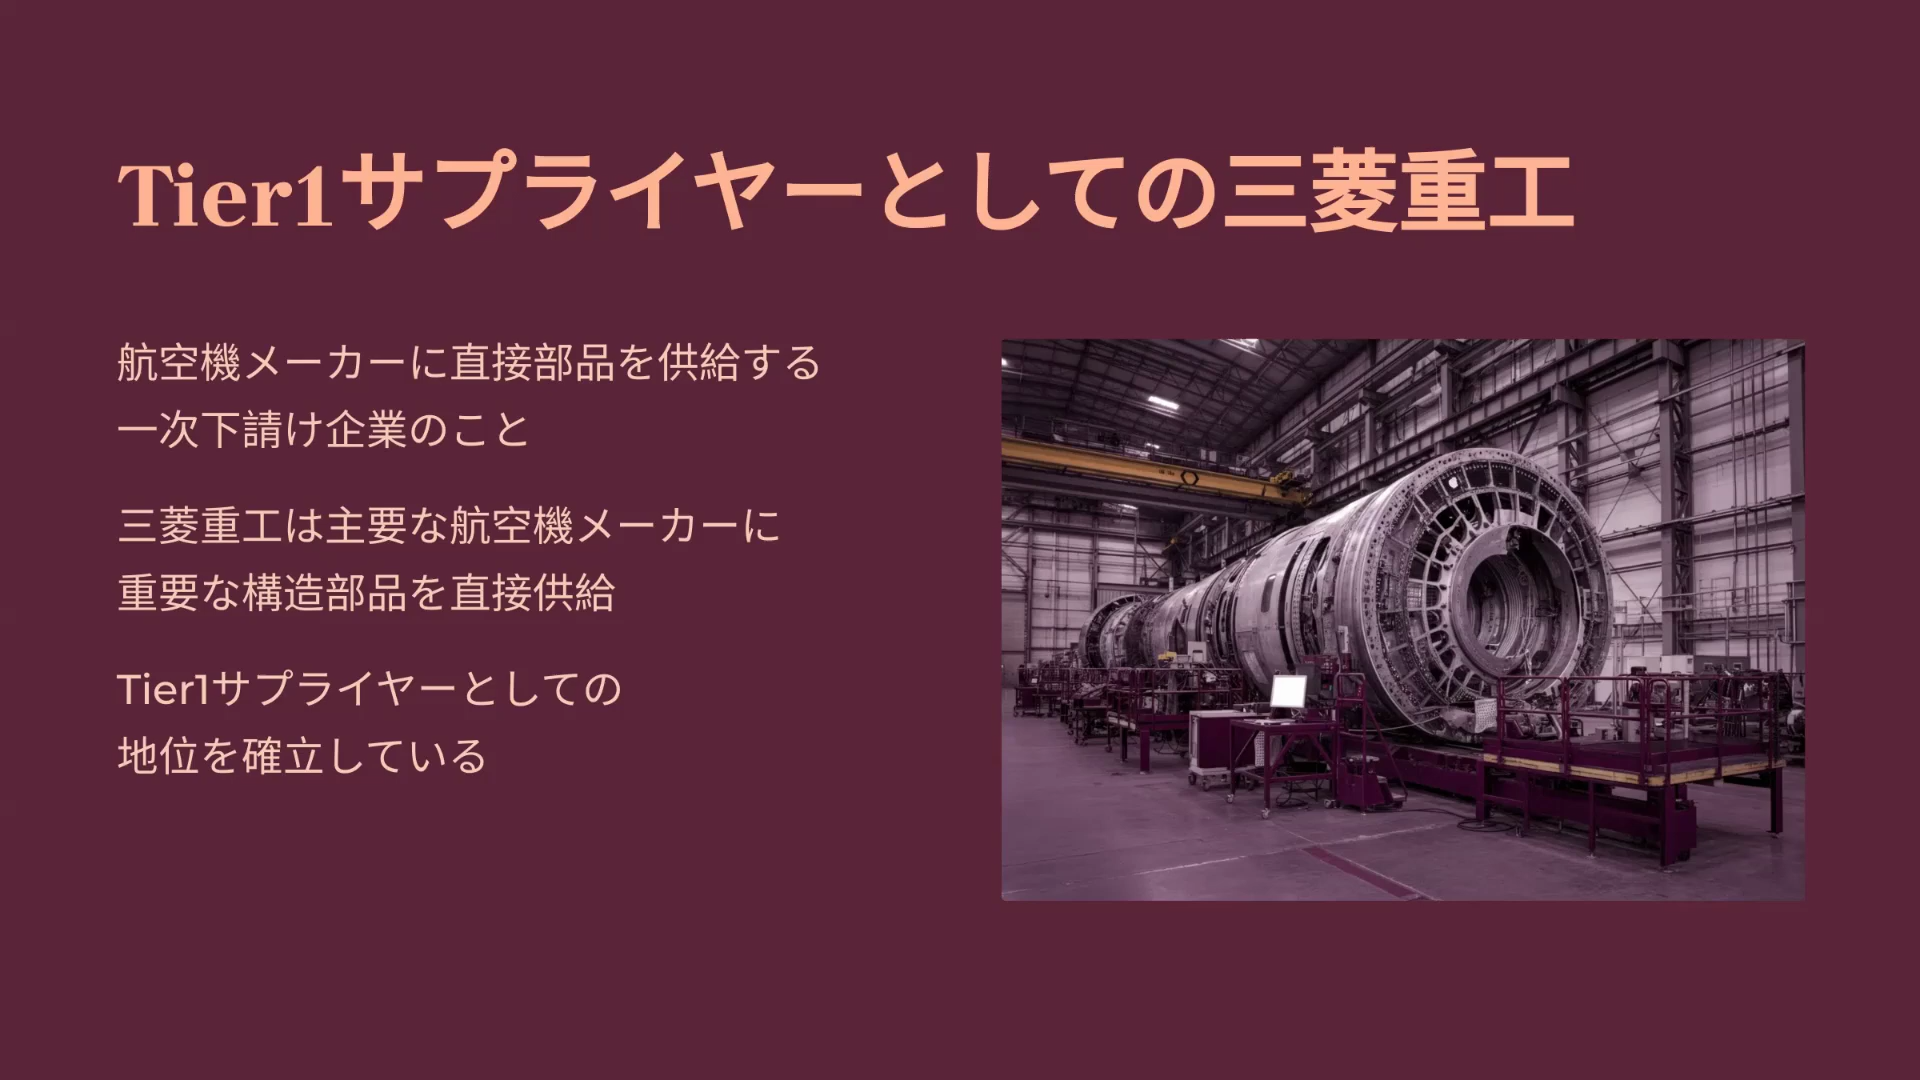 Tier1サプライヤーとしての三菱重工
航空機メーカーに直接部品を供給する
一次下請け企業のこと
三菱重工は主要な航空機メーカーに
重要な構造部品を直接供給
Tier1サプライヤーとしての
地位を確立している